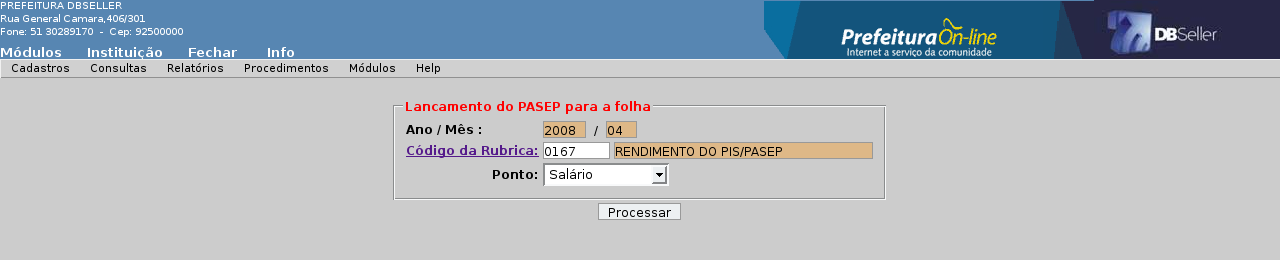 PREFEITURA DBSELLER
Rua General Camara,406/301
Fone: 51 30289170 - Cep: 92500000
Módulos Instituição Fechar Info
Prefeitura On-line
Internet a serviço da comunidade
DBSeller
Cadastros Consultas Relatórios Procedimentos Módulos Help
Lancamento do PASEP para a folha
Ano / Mês : 2008 / 04
Código da Rubrica: 0167 RENDIMENTO DO PIS/PASEP
Ponto: Salário
Processar